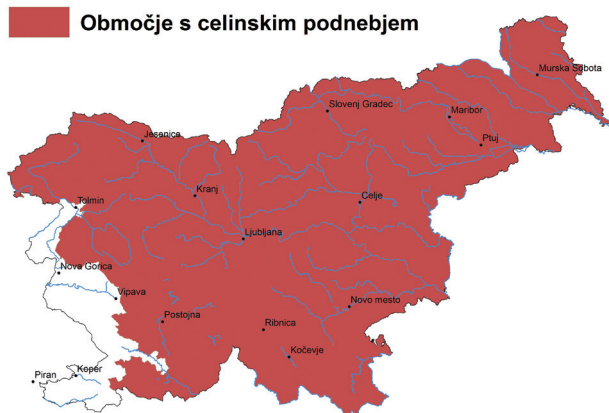 Območje s celinskim podnebjem
Murska Sobota
Slovenj Gradec
Maribor
Ptuj
Jesenice
Kranj
Celje
Tolmin
Ljubljana
Nova Gorica
Vipava
Novo mesto
Postojna
Ribnica
Kočevje
Koper
Piran